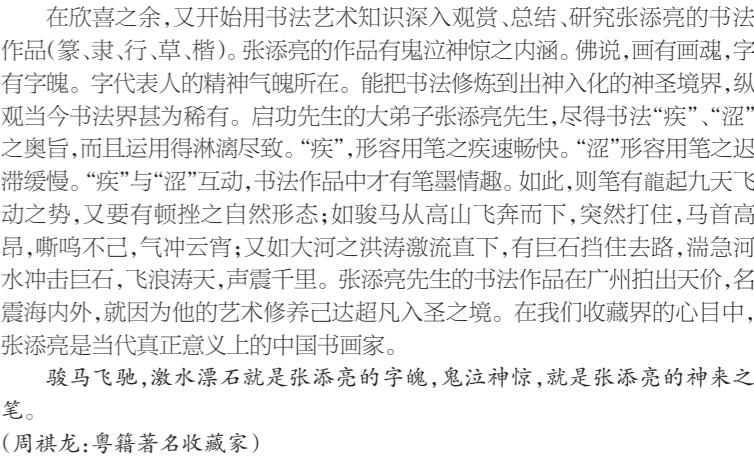 在欣喜之余,又开始用书法艺术知识深入观赏、总结、研究张添亮的书法
作品(篆、隶、行、草、楷)。张添亮的作品有鬼泣神惊之内涵。佛说,画有画魂,字
有字魄。字代表人的精神气魄所在。能把书法修炼到出神入化的神圣境界,纵
观当今书法界甚为稀有。启功先生的大弟子张添亮先生,尽得书法“疾”、“涩”
之奥旨,而且运用得淋漓尽致。“疾”,形容用笔之疾速畅快。“涩”形容用笔之迟
滞缓慢。“疾”与“涩”互动,书法作品中才有笔墨情趣。如此,则笔有龍起九天飞
动之势,又要有顿挫之自然形态;如骏马从高山飞奔而下,突然打住,马首高
昂,嘶鸣不己,气冲云宵;又如大河之洪涛激流直下,有巨石挡住去路,湍急河
水冲击巨石,飞浪涛天,声震千里。张添亮先生的书法作品在广州拍出天价,名
震海内外,就因为他的艺术修养己达超凡入圣之境。在我们收藏界的心目中,
张添亮是当代真正意义上的中国书画家。
骏马飞驰,激水漂石就是张添亮的字魄,鬼泣神惊,就是张添亮的神来之
笔。
(周祺龙:粤籍著名收藏家)